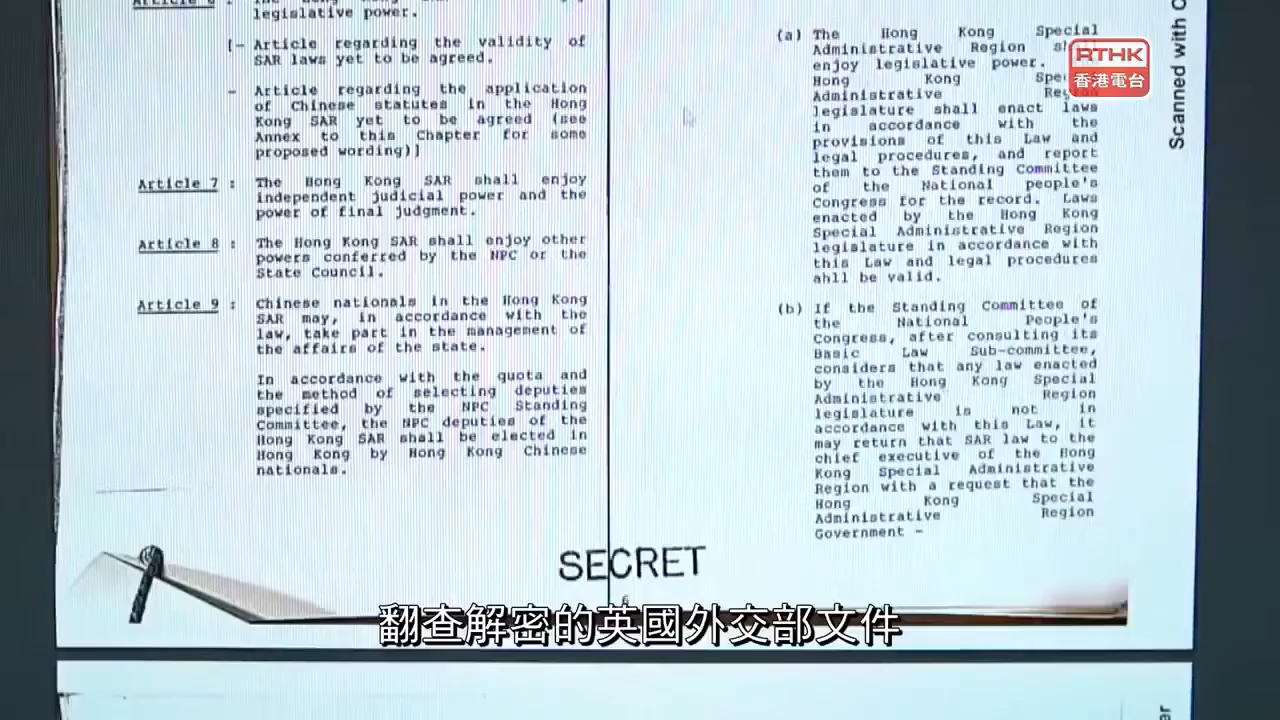 legislative power.
[- Article regarding the validity of
SAR laws yet to be agreed.
- Article regarding the application
of Chinese statutes in the Hong
Kong SAR yet to be agreed (see
Annex to this Chapter for some
proposed wording)]
Article 7 : The Hong Kong SAR shall enjoy
independent judicial power and the
power of final judgment.
Article 8 : The Hong Kong SAR shall enjoy other
powers conferred by the NPC or the
State Council.
Article 9 : Chinese nationals in the Hong Kong
SAR may, in accordance with the
law, take part in the management of
the affairs of the state.
In accordance with the quota and
the method of selecting deputies
specified by the NPC Standing
Committee, the NPC deputies of the
Hong Kong SAR shall be elected in
Hong Kong by Hong Kong Chinese
nationals.
(a) The Hong Kong Special
Administrative Region
enjoy legislative power.
Hong Kong
Administrative
legislature shall enact laws
in accordance with the
provisions of this Law and
legal procedures, and report
them to the Standing Committee
of the National people's
Congress for the record. Laws
enacted by the Hong Kong
Special Administrative Region
legislature in accordance with
this Law and legal procedures
ahll be valid.
(b) If the Standing Committee of
the National People's
Congress, after consulting its
Basic Law Sub-committee,
considers that any law enacted
by the Hong Kong Special
Administrative Region
legislature is not in
accordance with this Law, it
may return that SAR law to the
chief executive of the Hong
Kong Special Administrative
Region with a request that the
Hong Kong Special
Administrative Region
Government -
RTHK
香港電台
Scanned with
SECRET
6
翻查解密的英國外交部文件